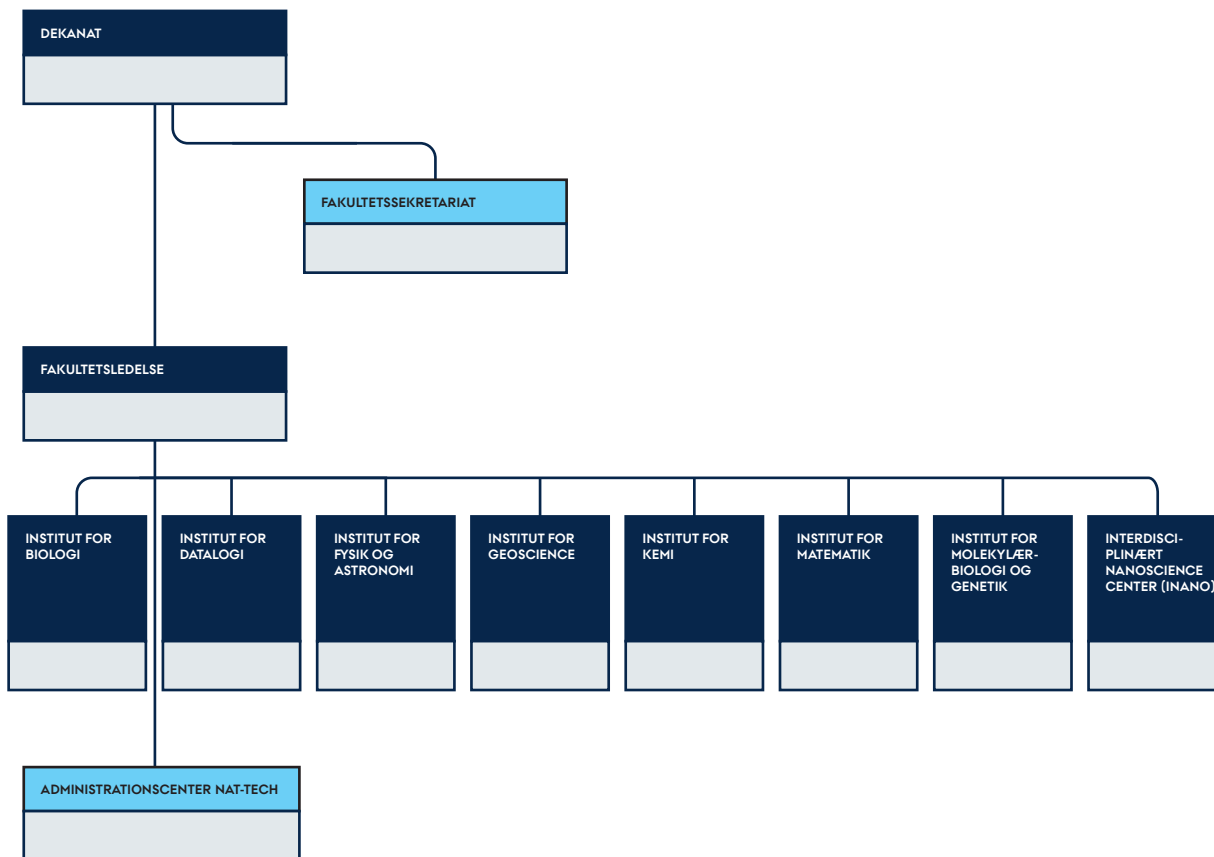 DEKANAT
FAKULTETSSEKRETARIAT
FAKULTETSLEDELSE
INSTITUT FOR
BIOLOGI
INSTITUT FOR
DATALOGI
INSTITUT FOR
FYSIK OG
ASTRONOMI
INSTITUT FOR
GEOSCIENCE
INSTITUT FOR
KEMI
INSTITUT FOR
MATEMATIK
INSTITUT FOR
MOLEKYLÆR-
BIOLOGI OG
GENETIK
INTERDISCI-
PLINÆRT
NANOSCIENCE
CENTER (INANO)
ADMINISTRATIONSCENTER NAT-TECH